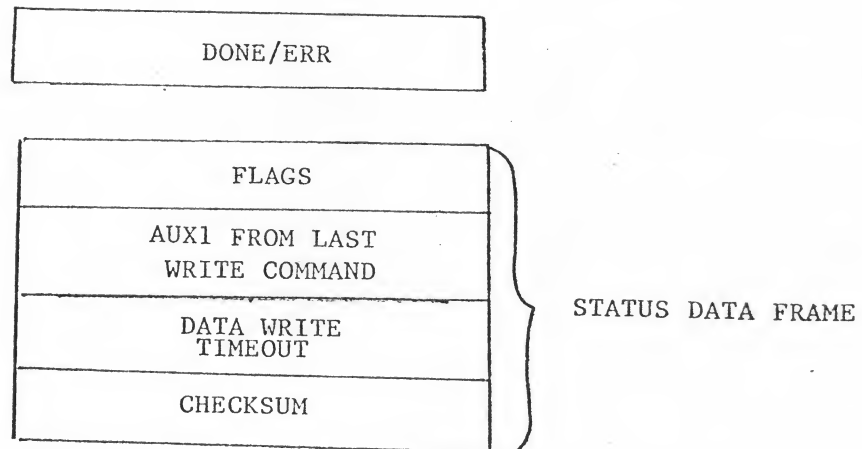 DONE/ERR
FLAGS
AUX1 FROM LAST
WRITE COMMAND
DATA WRITE
TIMEOUT
STATUS DATA FRAME
CHECKSUM